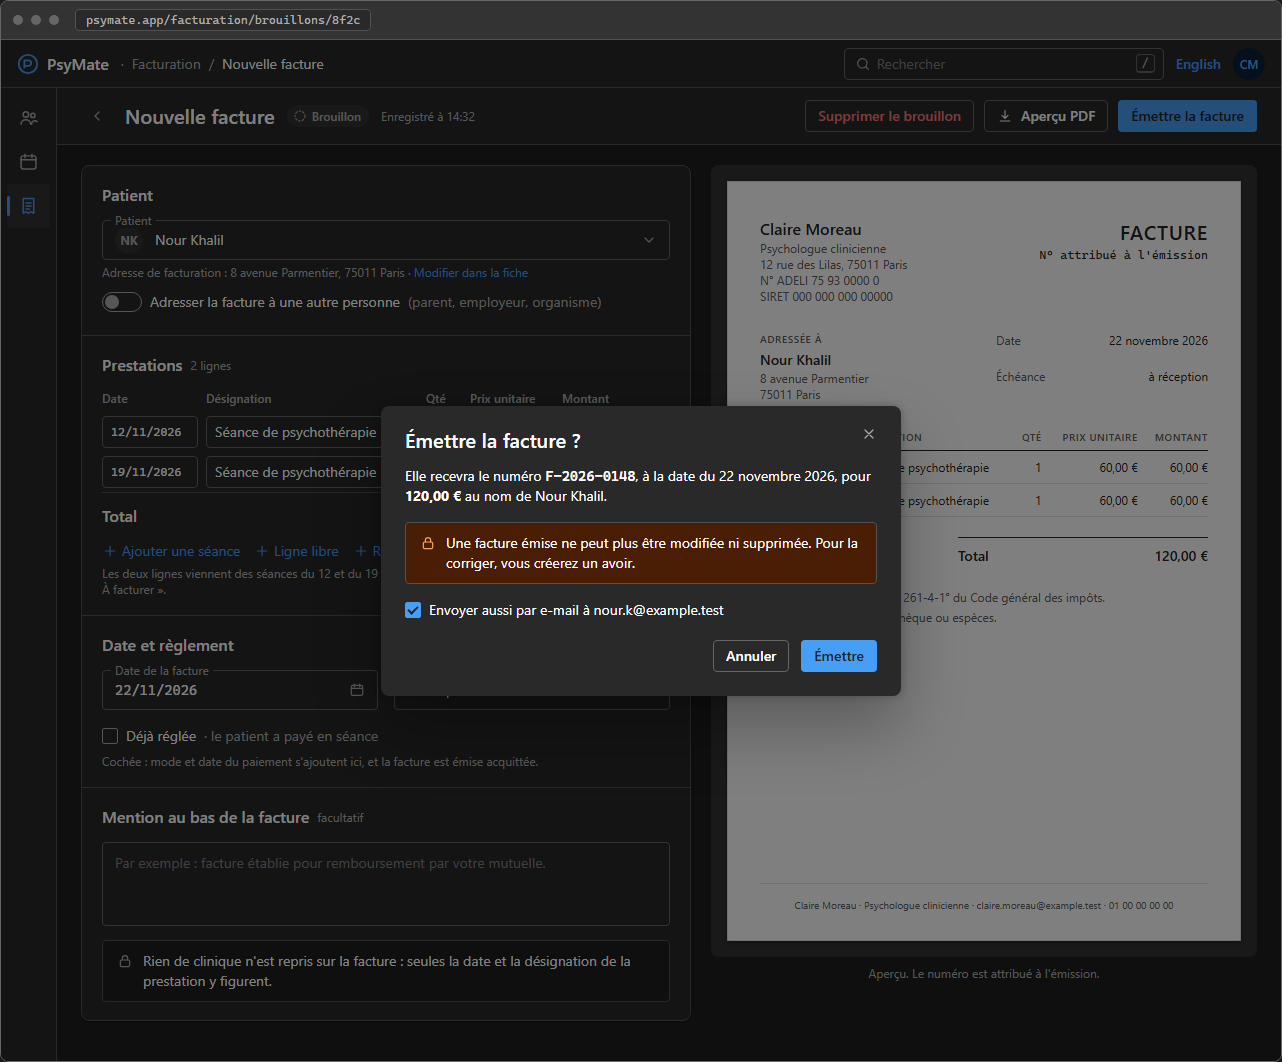 psymate.app/facturation/brouillons/8f2c
PsyMate · Facturation / Nouvelle facture
Rechercher
/
English
CM
Nouvelle facture
Brouillon
Enregistré à 14:32
Supprimer le brouillon
Aperçu PDF
Émettre la facture
Patient
Patient
NK Nour Khalil
Adresse de facturation : 8 avenue Parmentier, 75011 Paris · Modifier dans la fiche
Adresser la facture à une autre personne (parent, employeur, organisme)
Prestations 2 lignes
Date Désignation Qté Prix unitaire Montant
12/11/2026 Séance de psychothérapie
19/11/2026 Séance de psychothérapie
Total
+ Ajouter une séance + Ligne libre + R
Les deux lignes viennent des séances du 12 et du 19
À facturer ».
Date et règlement
Date de la facture
22/11/2026
Déjà réglée · le patient a payé en séance
Cochée : mode et date du paiement s'ajoutent ici, et la facture est émise acquittée.
Mention au bas de la facture facultatif
Par exemple : facture établie pour remboursement par votre mutuelle.
Rien de clinique n'est repris sur la facture : seules la date et la désignation de la
prestation y figurent.
Émettre la facture ?
Elle recevra le numéro F-2026-0148, à la date du 22 novembre 2026, pour
120,00 € au nom de Nour Khalil.
Une facture émise ne peut plus être modifiée ni supprimée. Pour la
corriger, vous créerez un avoir.
Envoyer aussi par e-mail à nour.k@example.test
Annuler
Émettre
Claire Moreau
Psychologue clinicienne
12 rue des Lilas, 75011 Paris
N° ADELI 75 93 0000 0
SIRET 000 000 000 00000
FACTURE
N° attribué à l'émission
ADRESSÉE À
Nour Khalil
8 avenue Parmentier
75011 Paris
Date 22 novembre 2026
Échéance à réception
ION QTÉ PRIX UNITAIRE MONTANT
e psychothérapie 1 60,00 € 60,00 €
e psychothérapie 1 60,00 € 60,00 €
Total 120,00 €
261-4-1° du Code général des impôts.
hèque ou espèces.
Claire Moreau · Psychologue clinicienne · claire.moreau@example.test · 01 00 00 00 00
Aperçu. Le numéro est attribué à l'émission.